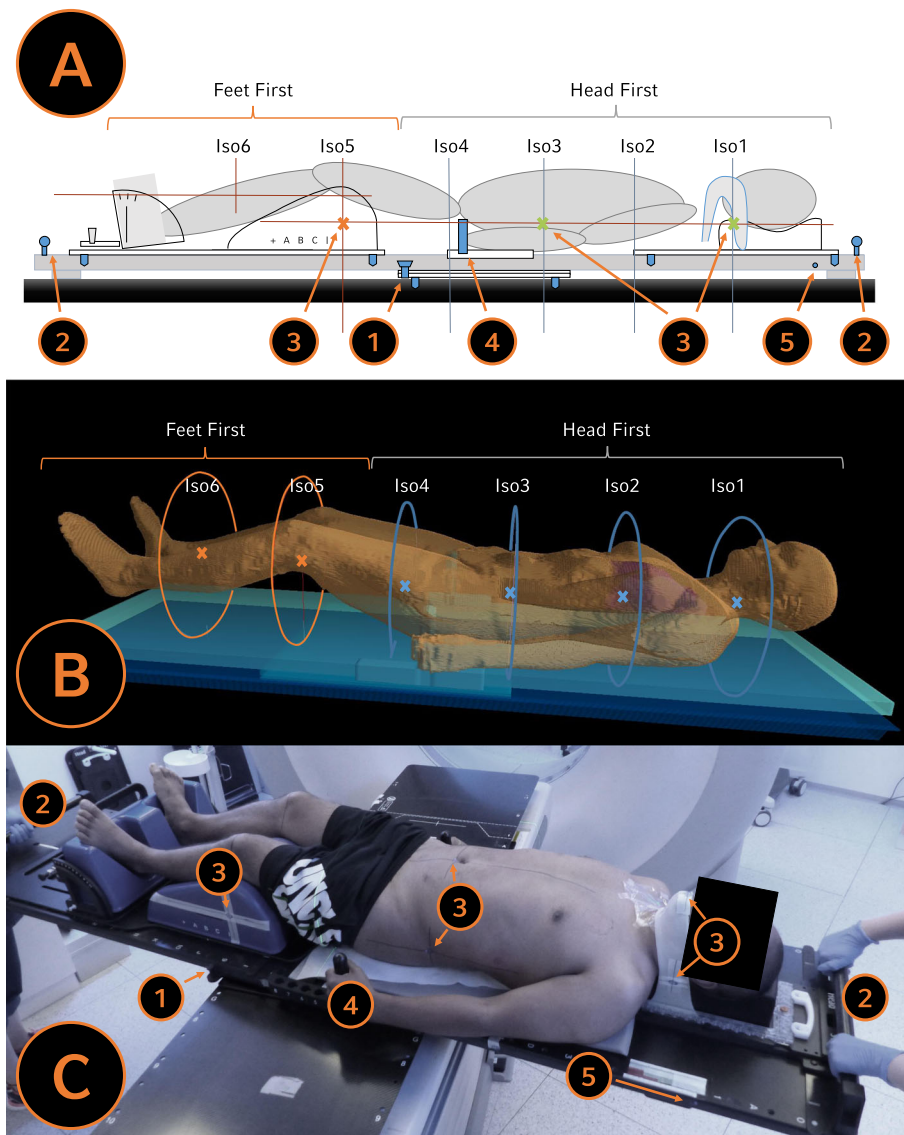 A
Feet First
Head First
Iso6
Iso5
Iso4
Iso3
Iso2
Iso1
+ A B C I
2
3
1
4
3
5
2
Feet First
Head First
Iso6
Iso5
Iso4
Iso3
Iso2
Iso1
B
2
3
3
3
1
4
2
5
C